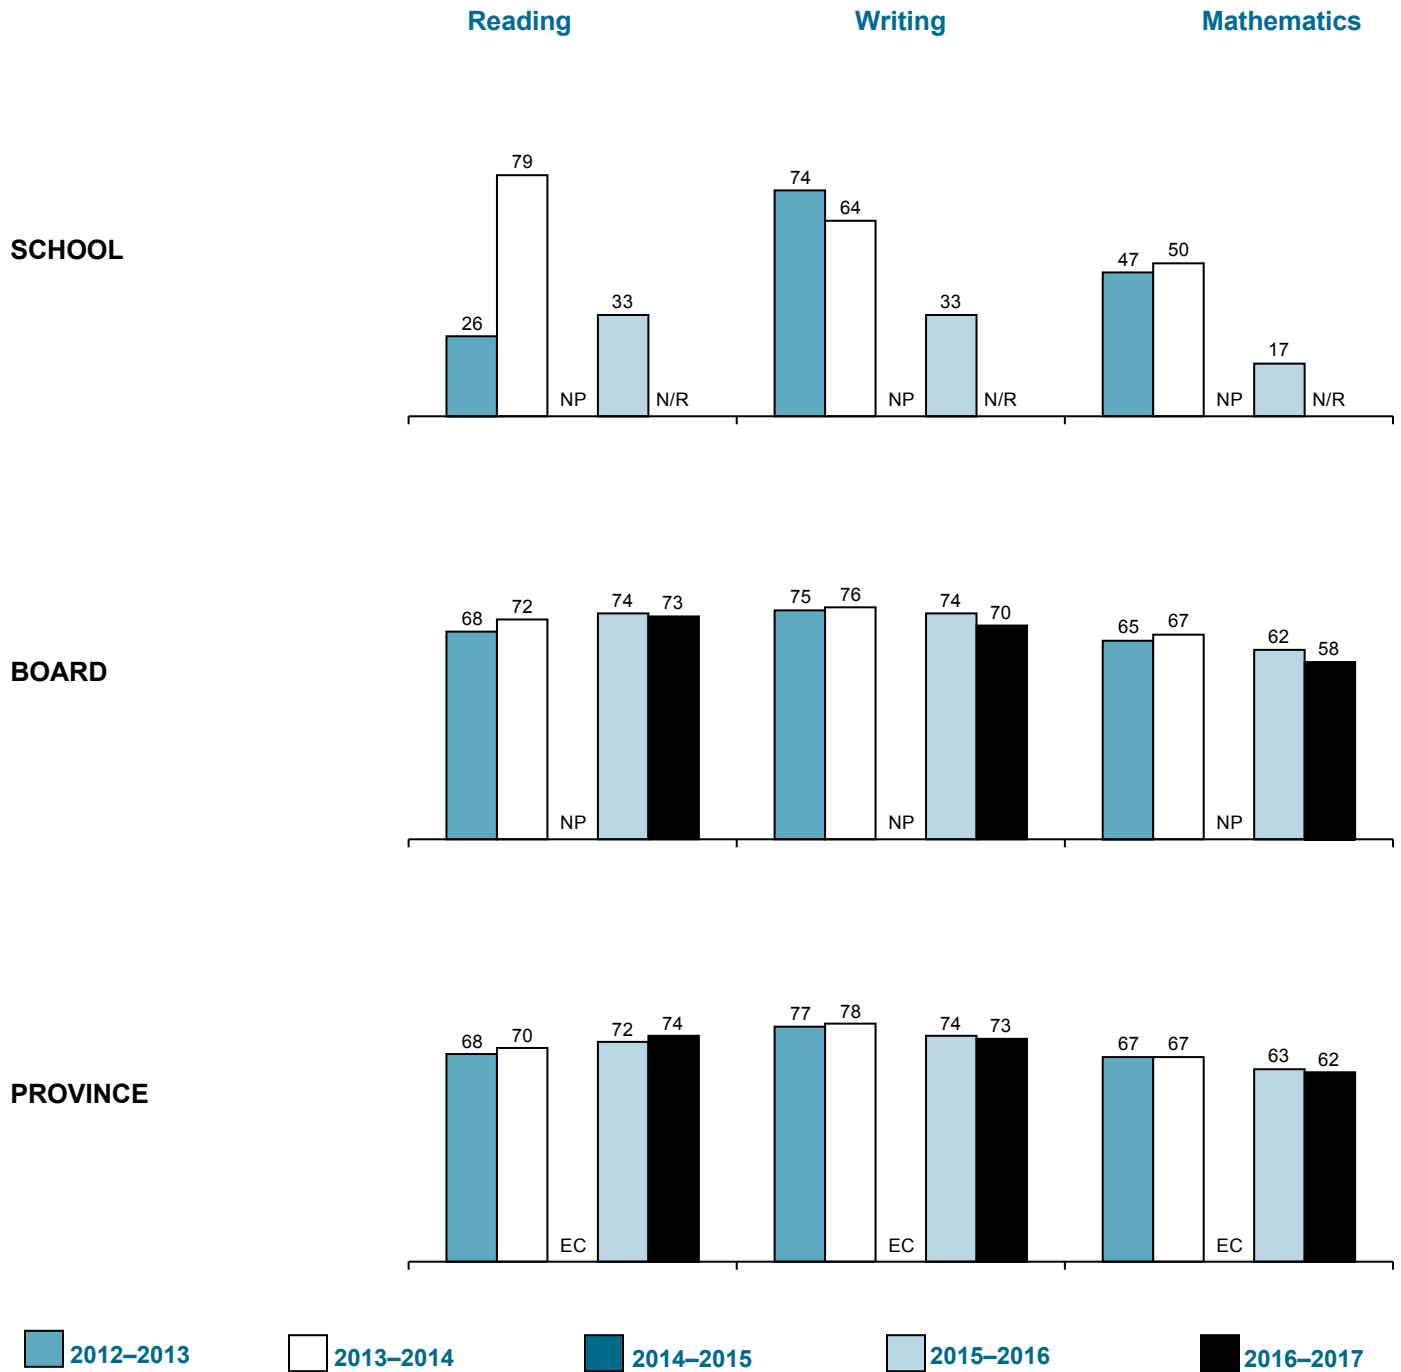 Reading Writing Mathematics
SCHOOL
26 79 NP 33 N/R 74 64 NP 33 N/R 47 50 NP 17 N/R
BOARD
68 72 NP 74 73 75 76 NP 74 70 65 67 NP 62 58
PROVINCE
68 70 EC 72 74 77 78 EC 74 73 67 67 EC 63 62
2012–2013 2013–2014 2014–2015 2015–2016 2016–2017